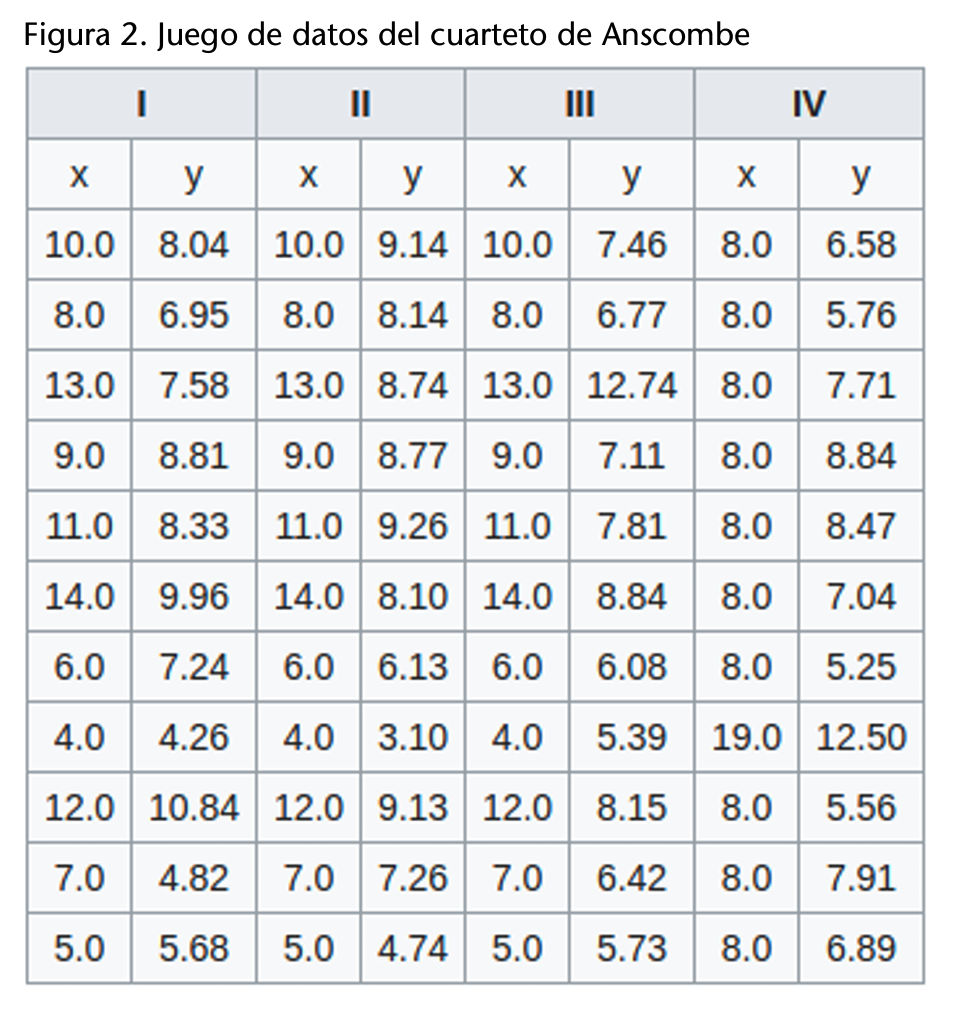 Figura 2. Juego de datos del cuarteto de Anscombe
I II III IV
x y x y x y x y
10.0 8.04 10.0 9.14 10.0 7.46 8.0 6.58
8.0 6.95 8.0 8.14 8.0 6.77 8.0 5.76
13.0 7.58 13.0 8.74 13.0 12.74 8.0 7.71
9.0 8.81 9.0 8.77 9.0 7.11 8.0 8.84
11.0 8.33 11.0 9.26 11.0 7.81 8.0 8.47
14.0 9.96 14.0 8.10 14.0 8.84 8.0 7.04
6.0 7.24 6.0 6.13 6.0 6.08 8.0 5.25
4.0 4.26 4.0 3.10 4.0 5.39 19.0 12.50
12.0 10.84 12.0 9.13 12.0 8.15 8.0 5.56
7.0 4.82 7.0 7.26 7.0 6.42 8.0 7.91
5.0 5.68 5.0 4.74 5.0 5.73 8.0 6.89